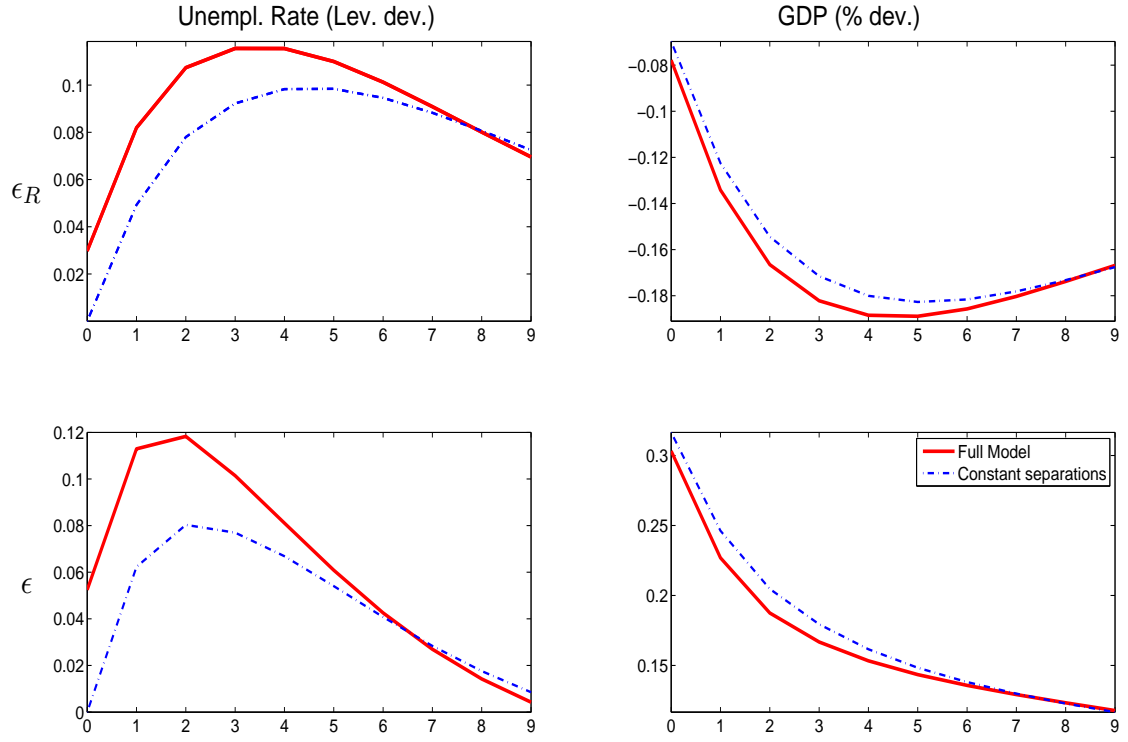 Unempl. Rate (Lev. dev.)
GDP (% dev.)
ϵ_R
0.1
0.08
0.06
0.04
0.02
0 1 2 3 4 5 6 7 8 9
−0.08
−0.1
−0.12
−0.14
−0.16
−0.18
0 1 2 3 4 5 6 7 8 9
ϵ
0.12
0.1
0.08
0.06
0.04
0.02
0
0 1 2 3 4 5 6 7 8 9
0.3
0.25
0.2
0.15
0 1 2 3 4 5 6 7 8 9
Full Model
Constant separations